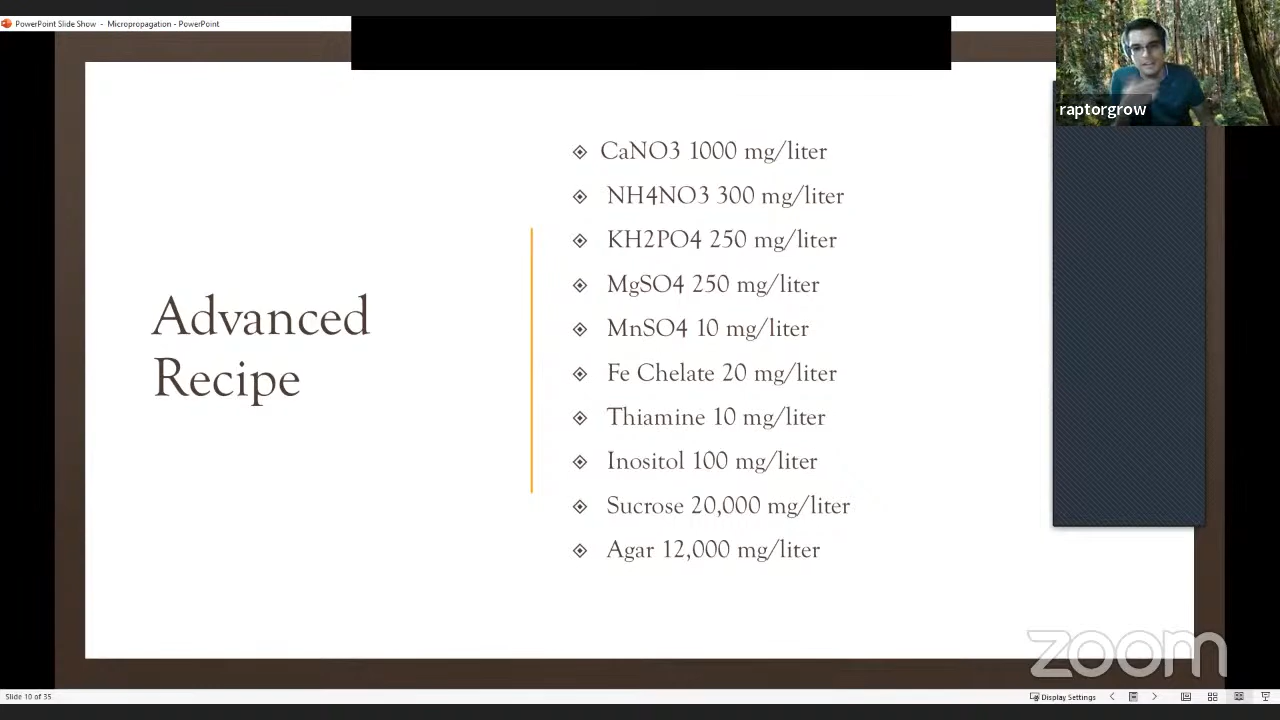 PowerPoint Slide Show - Micropropagation - PowerPoint
raptorgrow
Advanced
Recipe
CaNO3 1000 mg/liter
NH4NO3 300 mg/liter
KH2PO4 250 mg/liter
MgSO4 250 mg/liter
MnSO4 10 mg/liter
Fe Chelate 20 mg/liter
Thiamine 10 mg/liter
Inositol 100 mg/liter
Sucrose 20,000 mg/liter
Agar 12,000 mg/liter
zoom
Slide 10 of 35
Display Settings